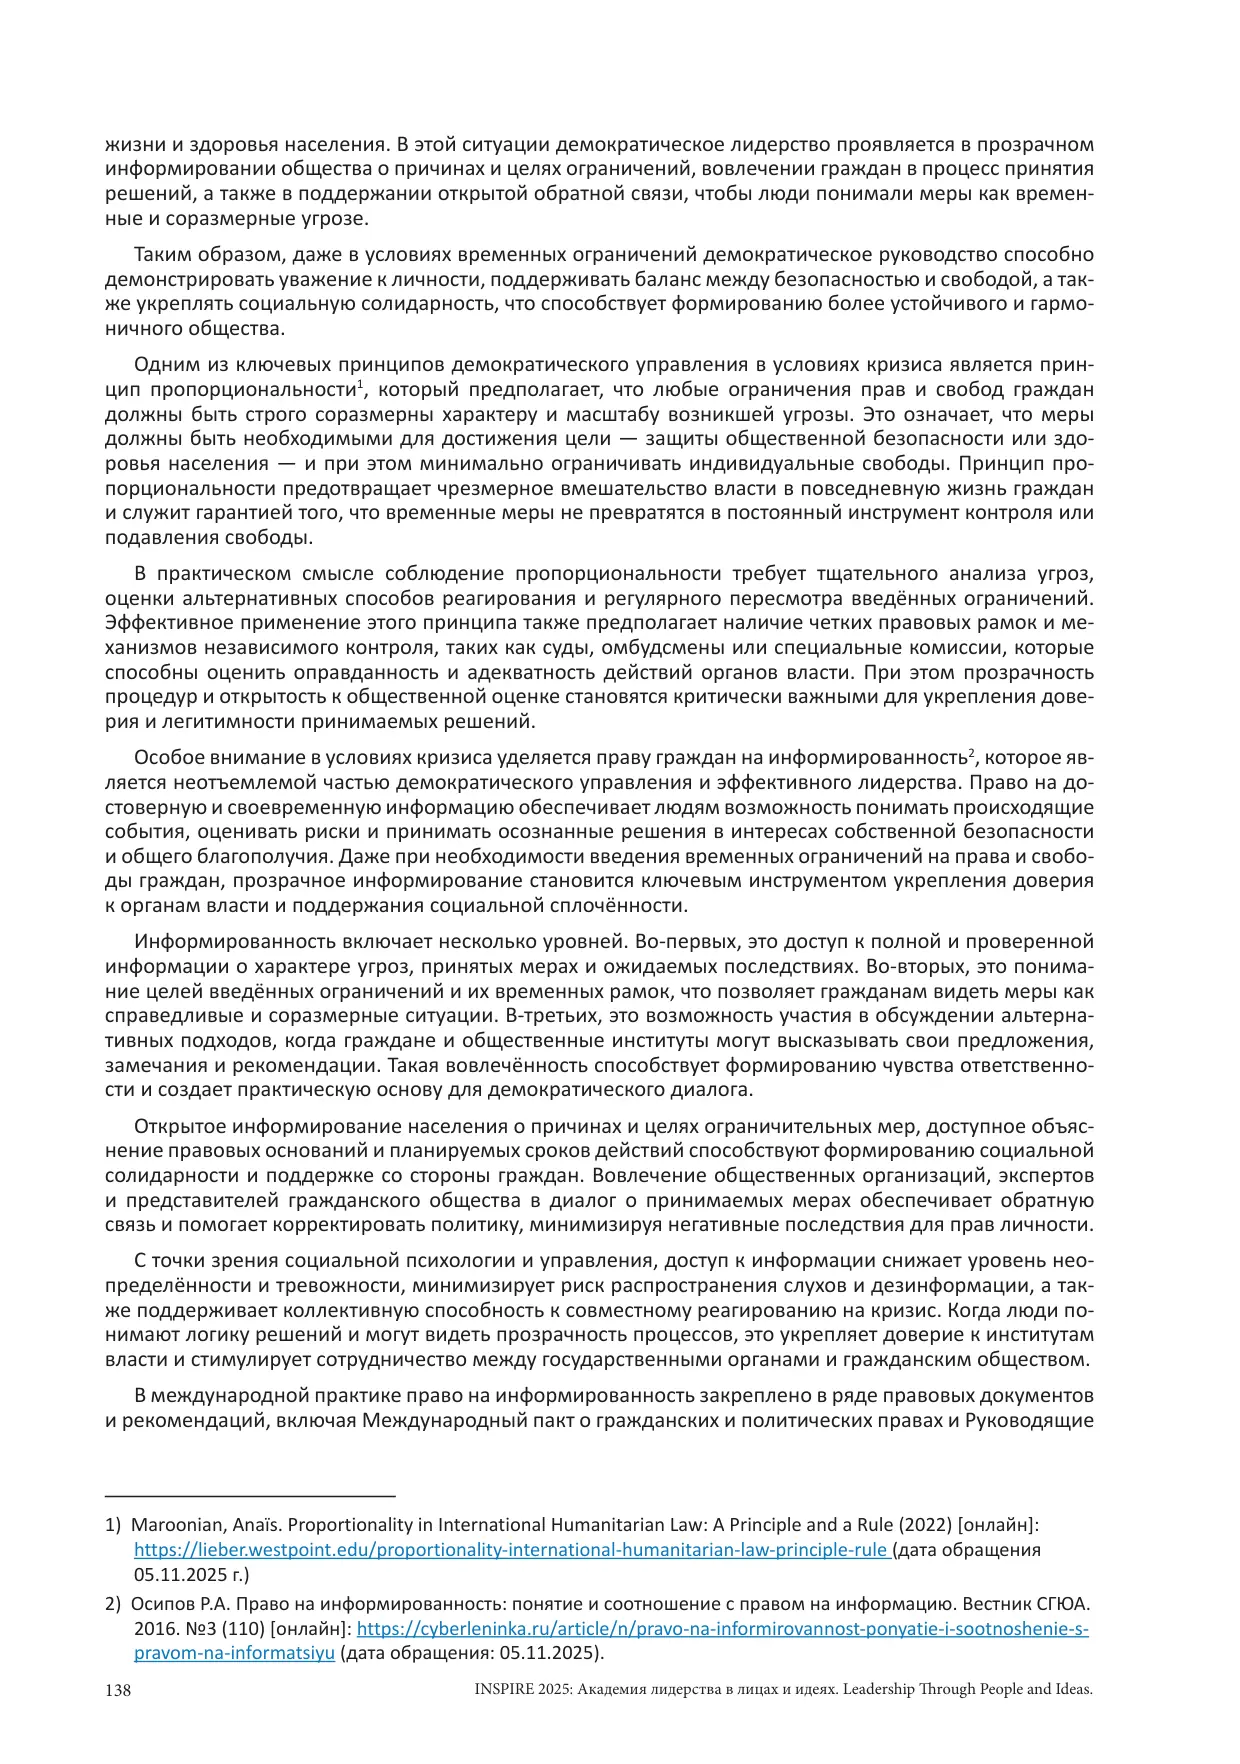 жизни и здоровья населения. В этой ситуации демократическое лидерство проявляется в прозрачном
информировании общества о причинах и целях ограничений, вовлечении граждан в процесс принятия
решений, а также в поддержании открытой обратной связи, чтобы люди понимали меры как времен-
ные и соразмерные угрозе.
Таким образом, даже в условиях временных ограничений демократическое руководство способно
демонстрировать уважение к личности, поддерживать баланс между безопасностью и свободой, а так-
же укреплять социальную солидарность, что способствует формированию более устойчивого и гармо-
ничного общества.
Одним из ключевых принципов демократического управления в условиях кризиса является прин-
цип пропорциональности1, который предполагает, что любые ограничения прав и свобод граждан
должны быть строго соразмерны характеру и масштабу возникшей угрозы. Это означает, что меры
должны быть необходимыми для достижения цели — защиты общественной безопасности или здо-
ровья населения — и при этом минимально ограничивать индивидуальные свободы. Принцип про-
порциональности предотвращает чрезмерное вмешательство власти в повседневную жизнь граждан
и служит гарантией того, что временные меры не превратятся в постоянный инструмент контроля или
подавления свободы.
В практическом смысле соблюдение пропорциональности требует тщательного анализа угроз,
оценки альтернативных способов реагирования и регулярного пересмотра введённых ограничений.
Эффективное применение этого принципа также предполагает наличие четких правовых рамок и ме-
ханизмов независимого контроля, таких как суды, омбудсмены или специальные комиссии, которые
способны оценить оправданность и адекватность действий органов власти. При этом прозрачность
процедур и открытость к общественной оценке становятся критически важными для укрепления дове-
рия и легитимности принимаемых решений.
Особое внимание в условиях кризиса уделяется праву граждан на информированность2, которое яв-
ляется неотъемлемой частью демократического управления и эффективного лидерства. Право на до-
стоверную и своевременную информацию обеспечивает людям возможность понимать происходящие
события, оценивать риски и принимать осознанные решения в интересах собственной безопасности
и общего благополучия. Даже при необходимости введения временных ограничений на права и свобо-
ды граждан, прозрачное информирование становится ключевым инструментом укрепления доверия
к органам власти и поддержания социальной сплочённости.
Информированность включает несколько уровней. Во-первых, это доступ к полной и проверенной
информации о характере угроз, принятых мерах и ожидаемых последствиях. Во-вторых, это понима-
ние целей введённых ограничений и их временных рамок, что позволяет гражданам видеть меры как
справедливые и соразмерные ситуации. В-третьих, это возможность участия в обсуждении альтерна-
тивных подходов, когда граждане и общественные институты могут высказывать свои предложения,
замечания и рекомендации. Такая вовлечённость способствует формированию чувства ответственно-
сти и создает практическую основу для демократического диалога.
Открытое информирование населения о причинах и целях ограничительных мер, доступное объяс-
нение правовых оснований и планируемых сроков действий способствуют формированию социальной
солидарности и поддержке со стороны граждан. Вовлечение общественных организаций, экспертов
и представителей гражданского общества в диалог о принимаемых мерах обеспечивает обратную
связь и помогает корректировать политику, минимизируя негативные последствия для прав личности.
С точки зрения социальной психологии и управления, доступ к информации снижает уровень нео-
пределённости и тревожности, минимизирует риск распространения слухов и дезинформации, а так-
же поддерживает коллективную способность к совместному реагированию на кризис. Когда люди по-
нимают логику решений и могут видеть прозрачность процессов, это укрепляет доверие к институтам
власти и стимулирует сотрудничество между государственными органами и гражданским обществом.
В международной практике право на информированность закреплено в ряде правовых документов
и рекомендаций, включая Международный пакт о гражданских и политических правах и Руководящие
1) Maroonian, Anaïs. Proportionality in International Humanitarian Law: A Principle and a Rule (2022) [онлайн]:
https://lieber.westpoint.edu/proportionality-international-humanitarian-law-principle-rule (дата обращения
05.11.2025 г.)
2) Осипов Р.А. Право на информированность: понятие и соотношение с правом на информацию. Вестник СГЮА.
2016. №3 (110) [онлайн]: https://cyberleninka.ru/article/n/pravo-na-informirovannost-ponyatie-i-sootnoshenie-s-
pravom-na-informatsiyu (дата обращения: 05.11.2025).
138 INSPIRE 2025: Академия лидерства в лицах и идеях. Leadership Through People and Ideas.